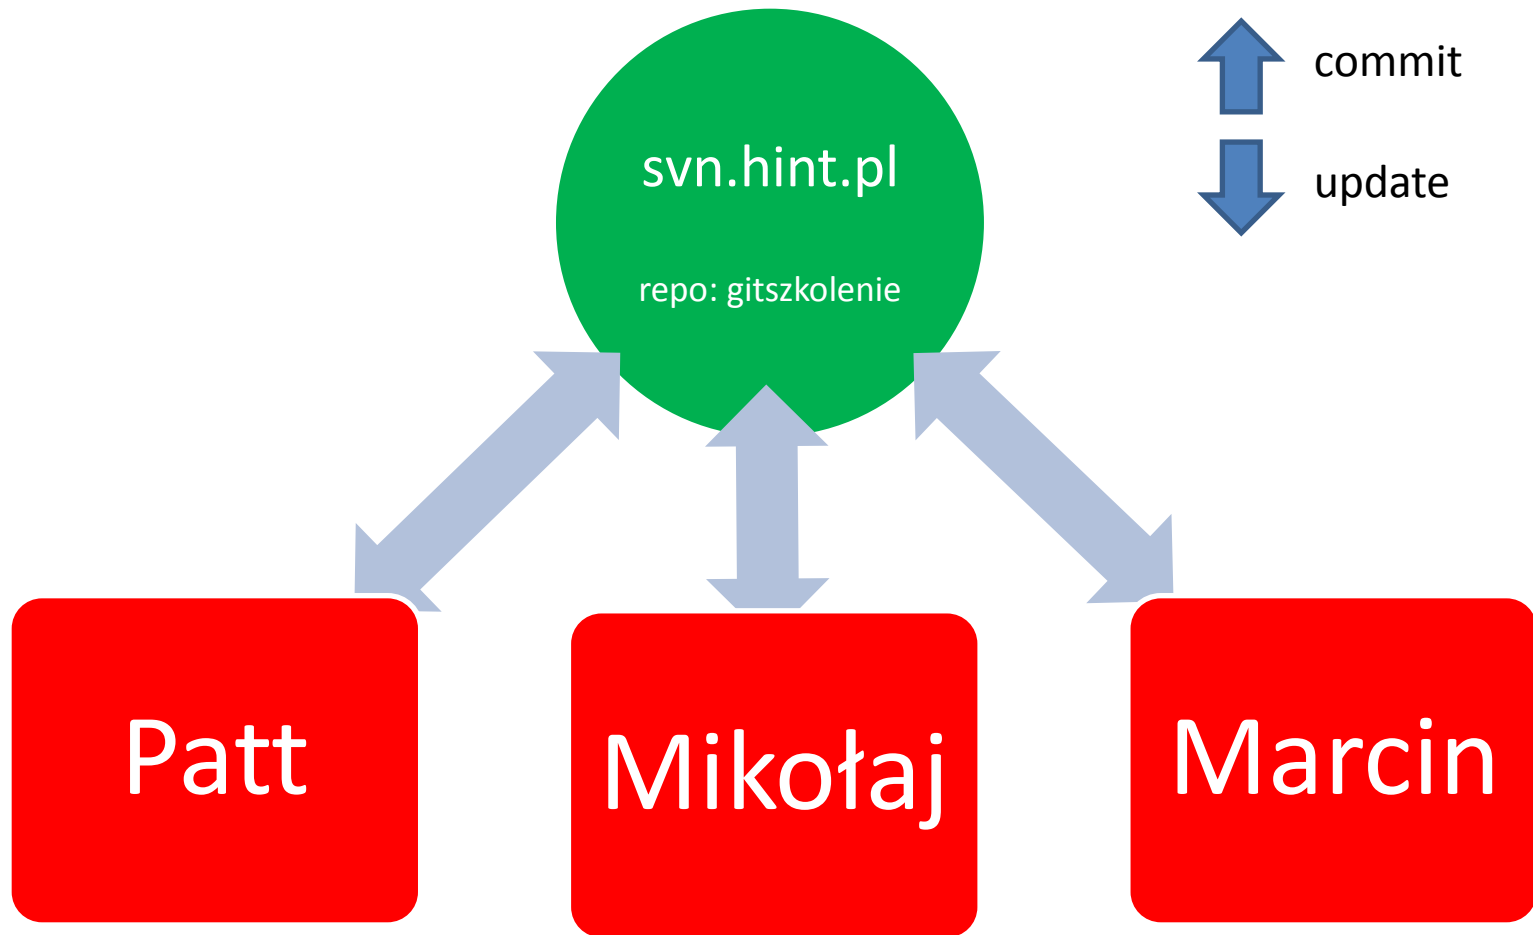 svn.hint.pl
repo: gitszkolenie
commit
update
Patt
Mikołaj
Marcin